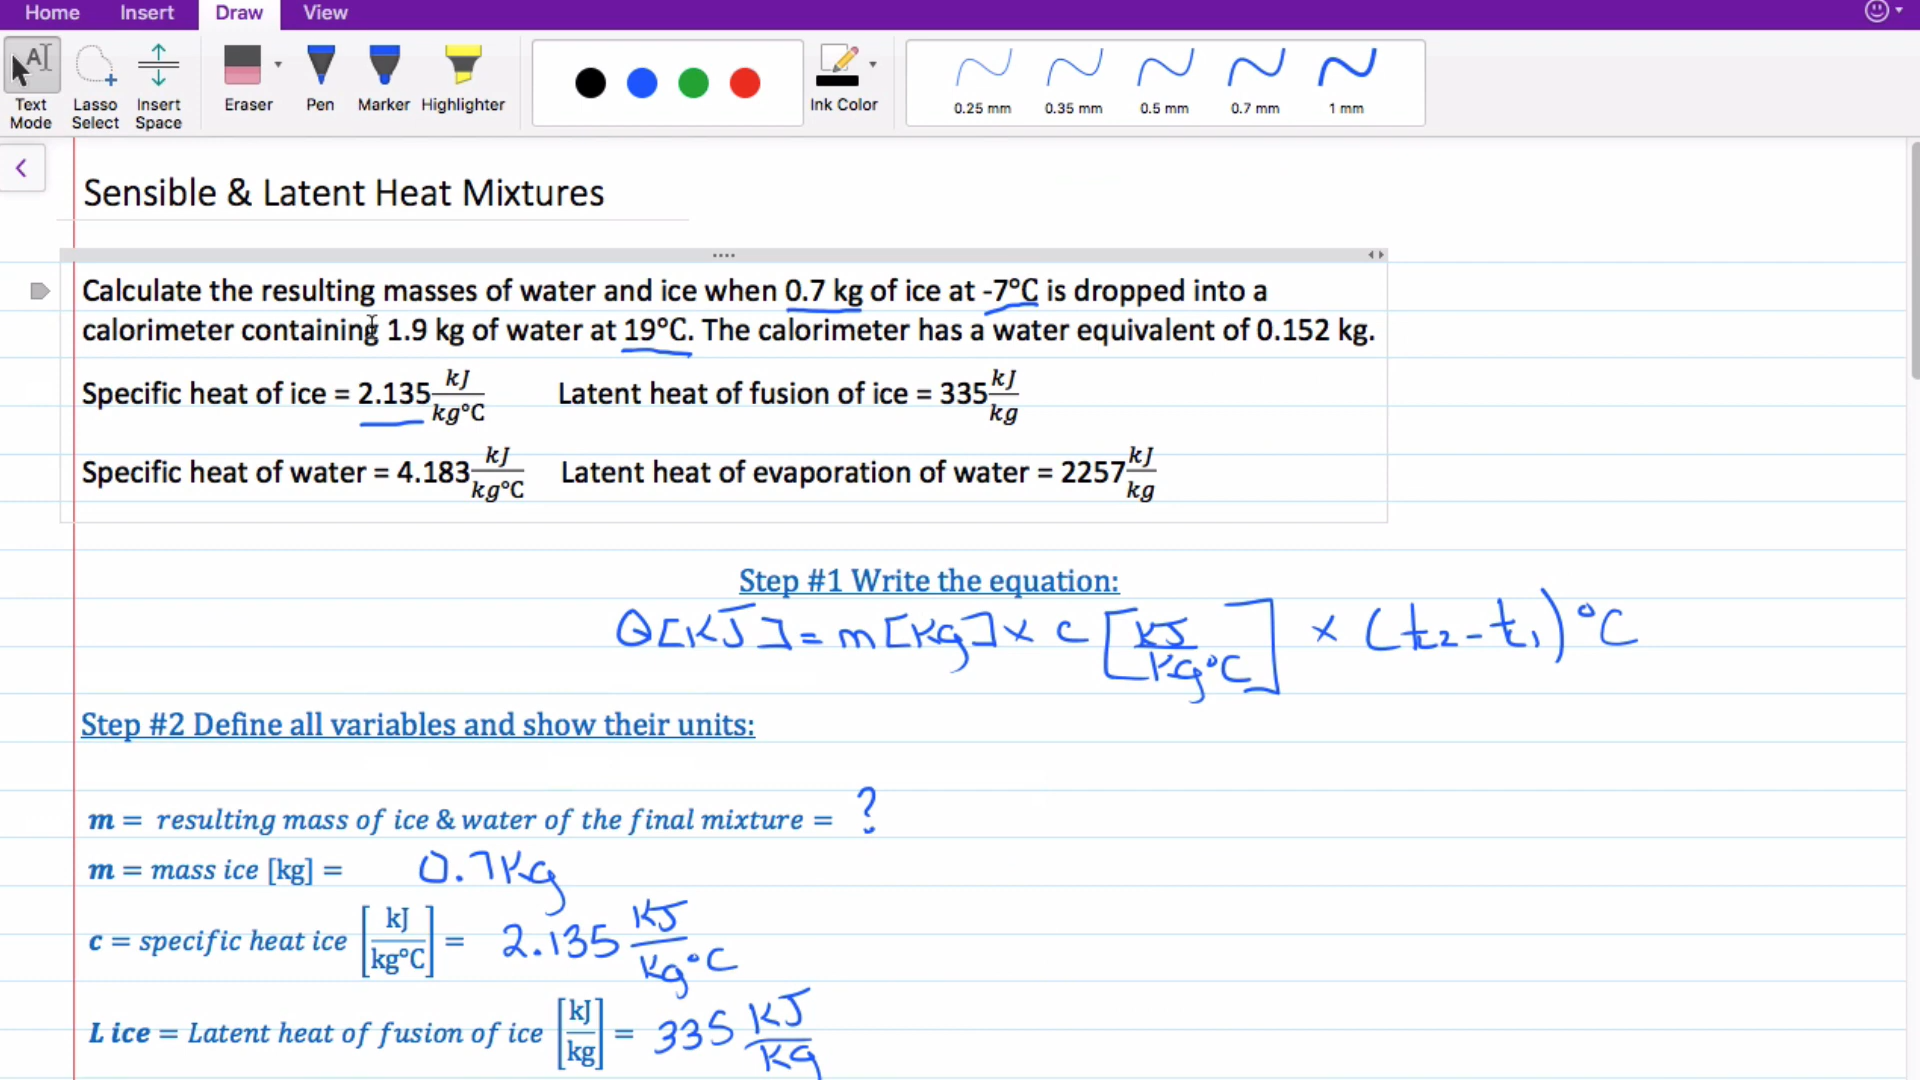 Home Insert Draw View
Text Mode
Lasso Select
Insert Space
Eraser
Pen
Marker
Highlighter
Ink Color
0.25 mm 0.35 mm 0.5 mm 0.7 mm 1 mm
Sensible & Latent Heat Mixtures
Calculate the resulting masses of water and ice when 0.7 kg of ice at -7°C is dropped into a
calorimeter containing 1.9 kg of water at 19°C. The calorimeter has a water equivalent of 0.152 kg.
Specific heat of ice = 2.135 kJ/kg°C Latent heat of fusion of ice = 335 kJ/kg
Specific heat of water = 4.183 kJ/kg°C Latent heat of evaporation of water = 2257 kJ/kg
Step #1 Write the equation:
Q[KJ] = m[Kg] x c [KJ/Kg°C] x (t2-t1)°C
Step #2 Define all variables and show their units:
m = resulting mass of ice & water of the final mixture = ?
m = mass ice [kg] = 0.7Kg
c = specific heat ice [kJ/kg°C] = 2.135 KJ/Kg°C
L ice = Latent heat of fusion of ice [kJ/kg] = 335 KJ/KG